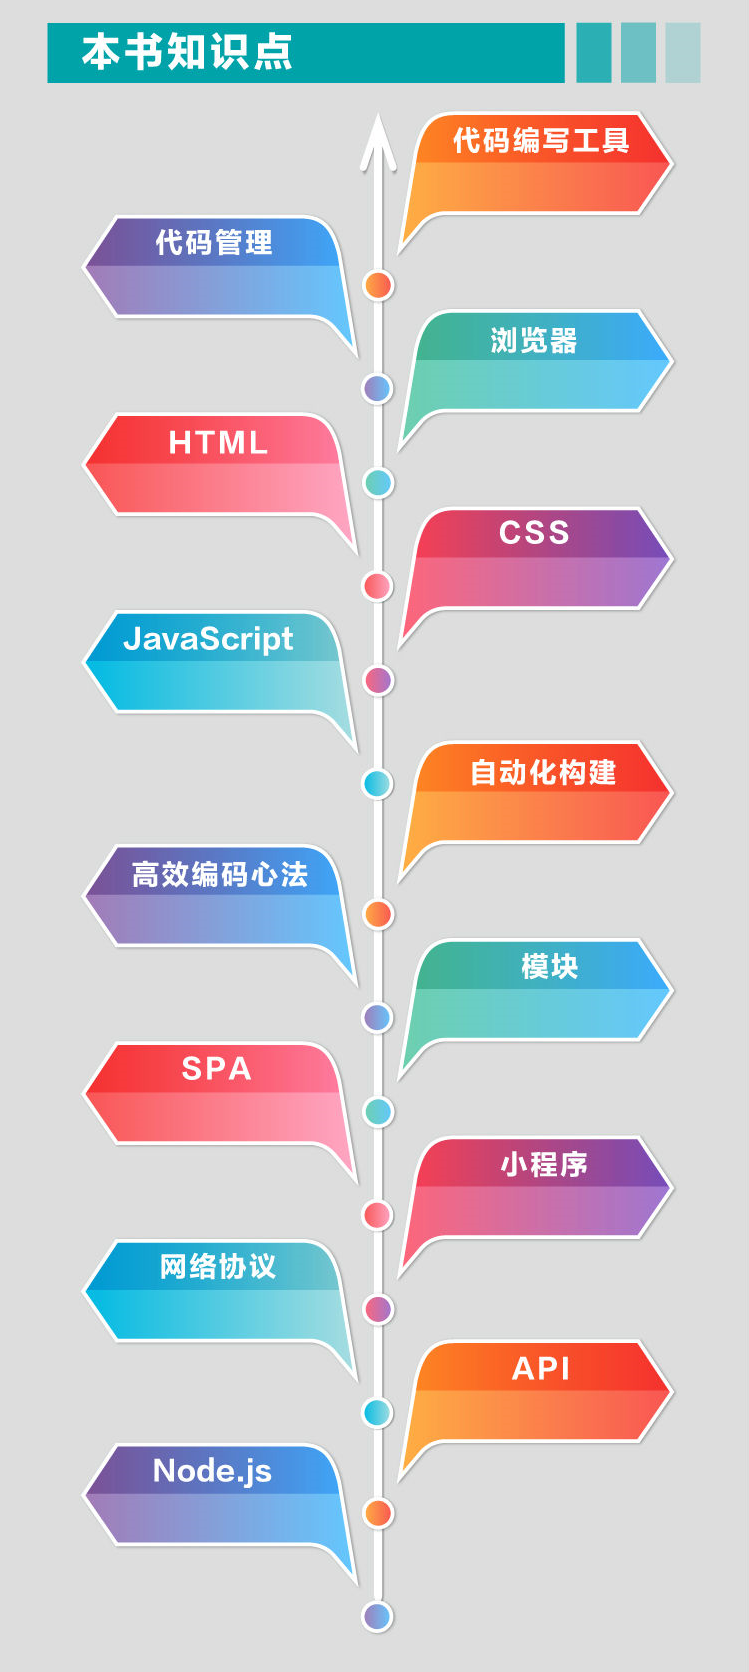 本书知识点
代码编写工具
代码管理
浏览器
HTML
CSS
JavaScript
自动化构建
高效编码心法
模块
SPA
小程序
网络协议
API
Node.js